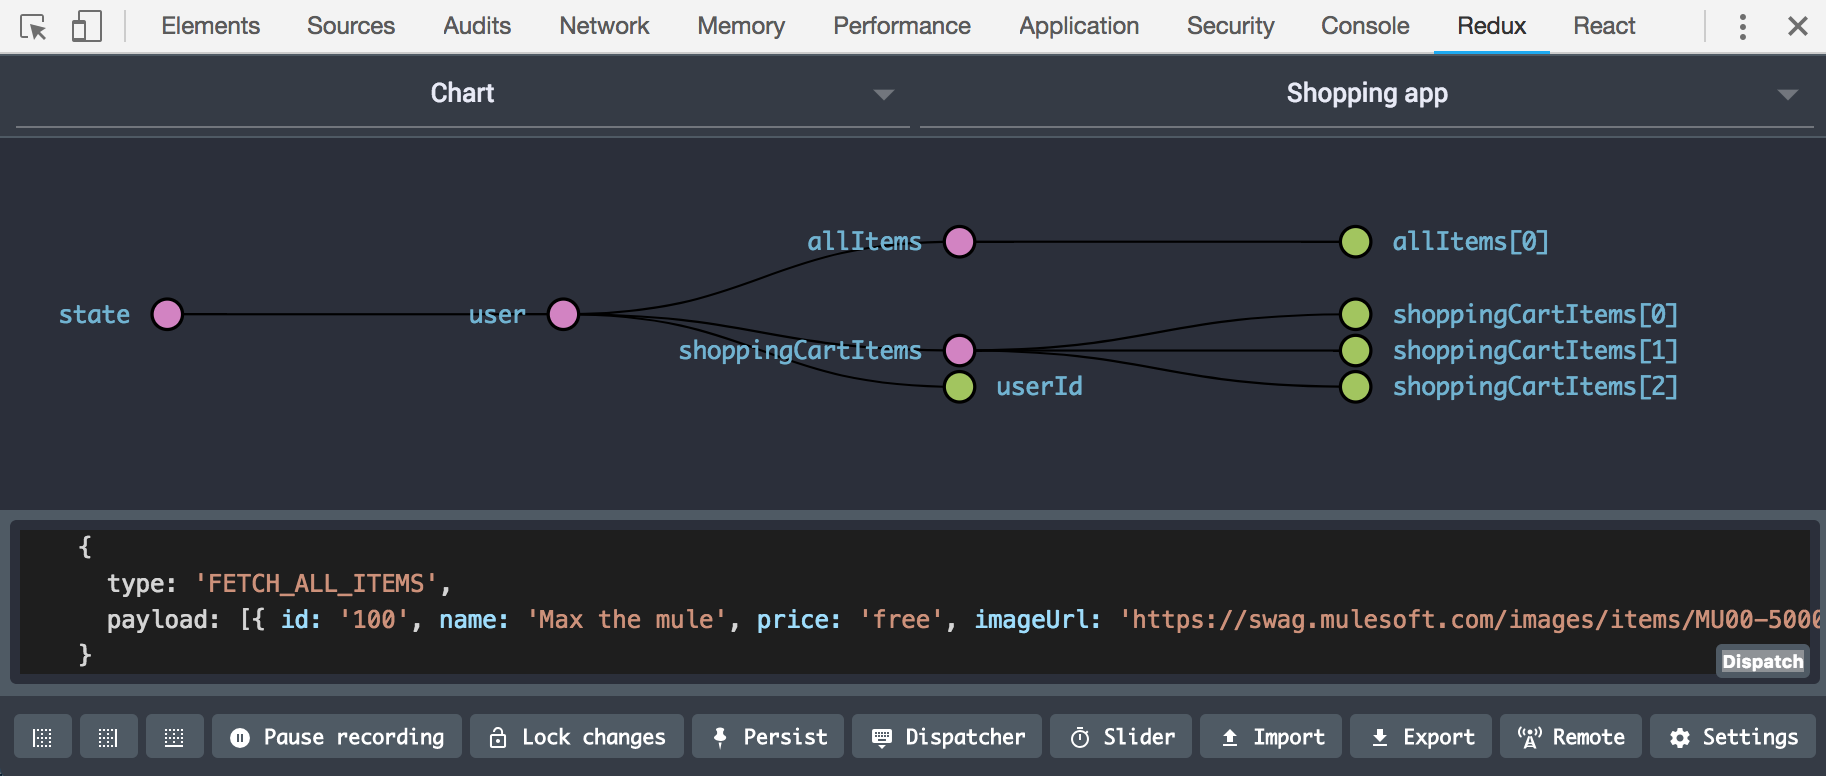 Elements Sources Audits Network Memory Performance Application Security Console Redux React
Chart Shopping app
allItems allItems[0]
state user shoppingCartItems[0]
shoppingCartItems shoppingCartItems[1]
userId shoppingCartItems[2]
{
type: 'FETCH_ALL_ITEMS',
payload: [{ id: '100', name: 'Max the mule', price: 'free', imageUrl: 'https://swag.mulesoft.com/images/items/MU00-5000
}
Dispatch
Pause recording Lock changes Persist Dispatcher Slider Import Export Remote Settings